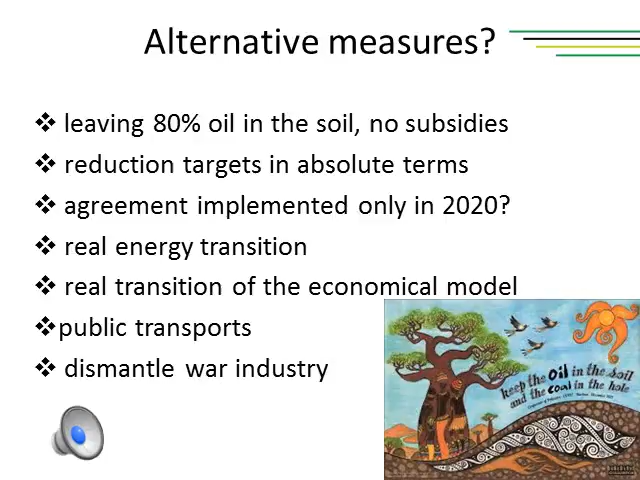 Alternative measures?
❖ leaving 80% oil in the soil, no subsidies
❖ reduction targets in absolute terms
❖ agreement implemented only in 2020?
❖ real energy transition
❖ real transition of the economical model
❖public transports
❖ dismantle war industry
keep the oil in the soil
and the coal in the hole